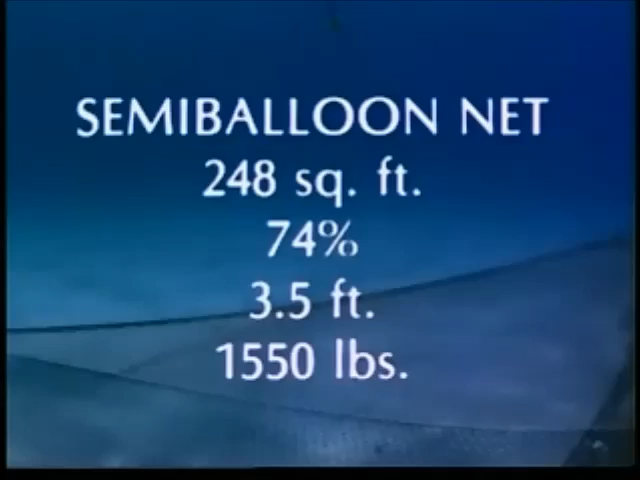 SEMIBALLOON NET
248 sq. ft.
74%
3.5 ft.
1550 lbs.